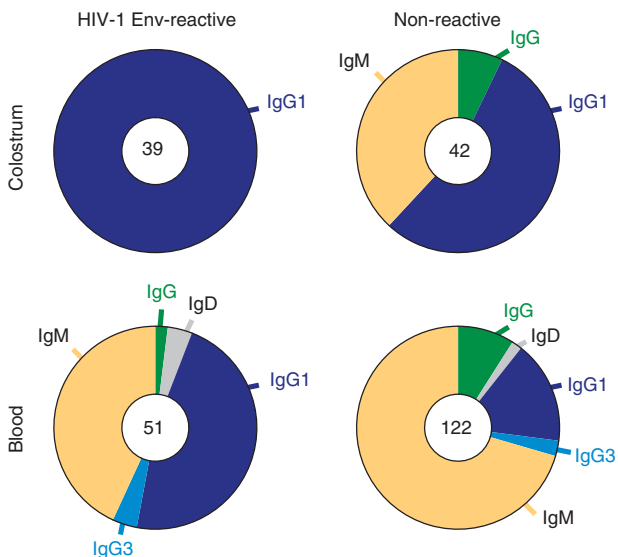 HIV-1 Env-reactive
Non-reactive
Colostrum
IgG1
39
IgM
IgG
IgG1
42
Blood
IgM
IgG
IgD
IgG1
51
IgG3
IgG
IgD
IgG1
122
IgG3
IgM